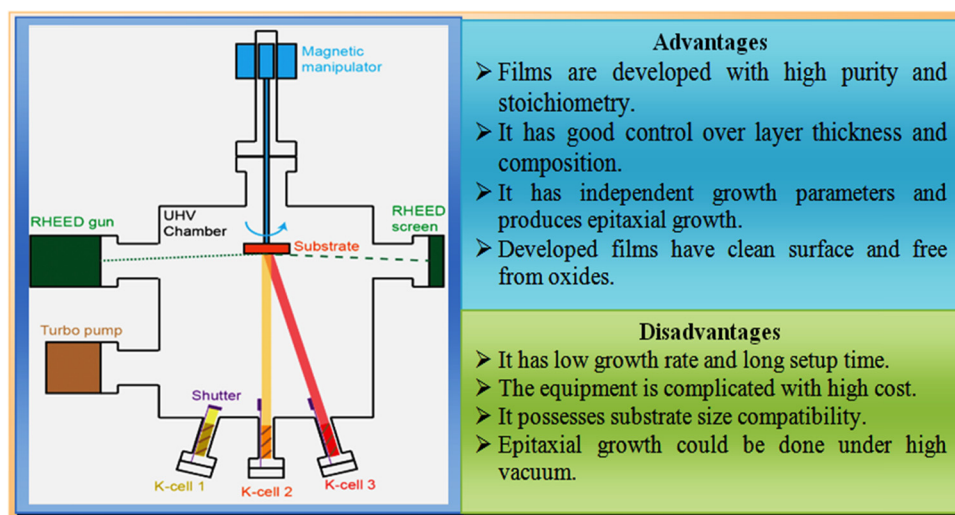 Magnetic
manipulator
RHEED gun
UHV
Chamber
RHEED
screen
Substrate
Turbo pump
Shutter
K-cell 1
K-cell 2
K-cell 3
Advantages
➢ Films are developed with high purity and
stoichiometry.
➢ It has good control over layer thickness and
composition.
➢ It has independent growth parameters and
produces epitaxial growth.
➢ Developed films have clean surface and free
from oxides.
Disadvantages
➢ It has low growth rate and long setup time.
➢ The equipment is complicated with high cost.
➢ It possesses substrate size compatibility.
➢ Epitaxial growth could be done under high
vacuum.